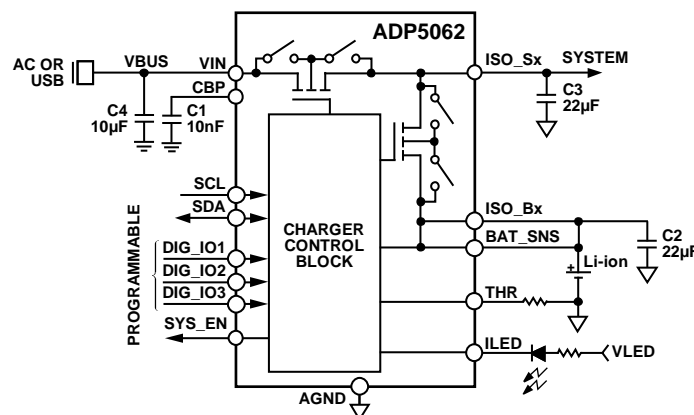 ADP5062
AC OR
USB
VBUS
VIN
CBP
C4
10µF
C1
10nF
ISO_Sx
SYSTEM
C3
22µF
SCL
SDA
PROGRAMMABLE
DIG_IO1
DIG_IO2
DIG_IO3
SYS_EN
CHARGER
CONTROL
BLOCK
ISO_Bx
BAT_SNS
C2
22µF
+
Li-ion
THR
ILED
VLED
AGND